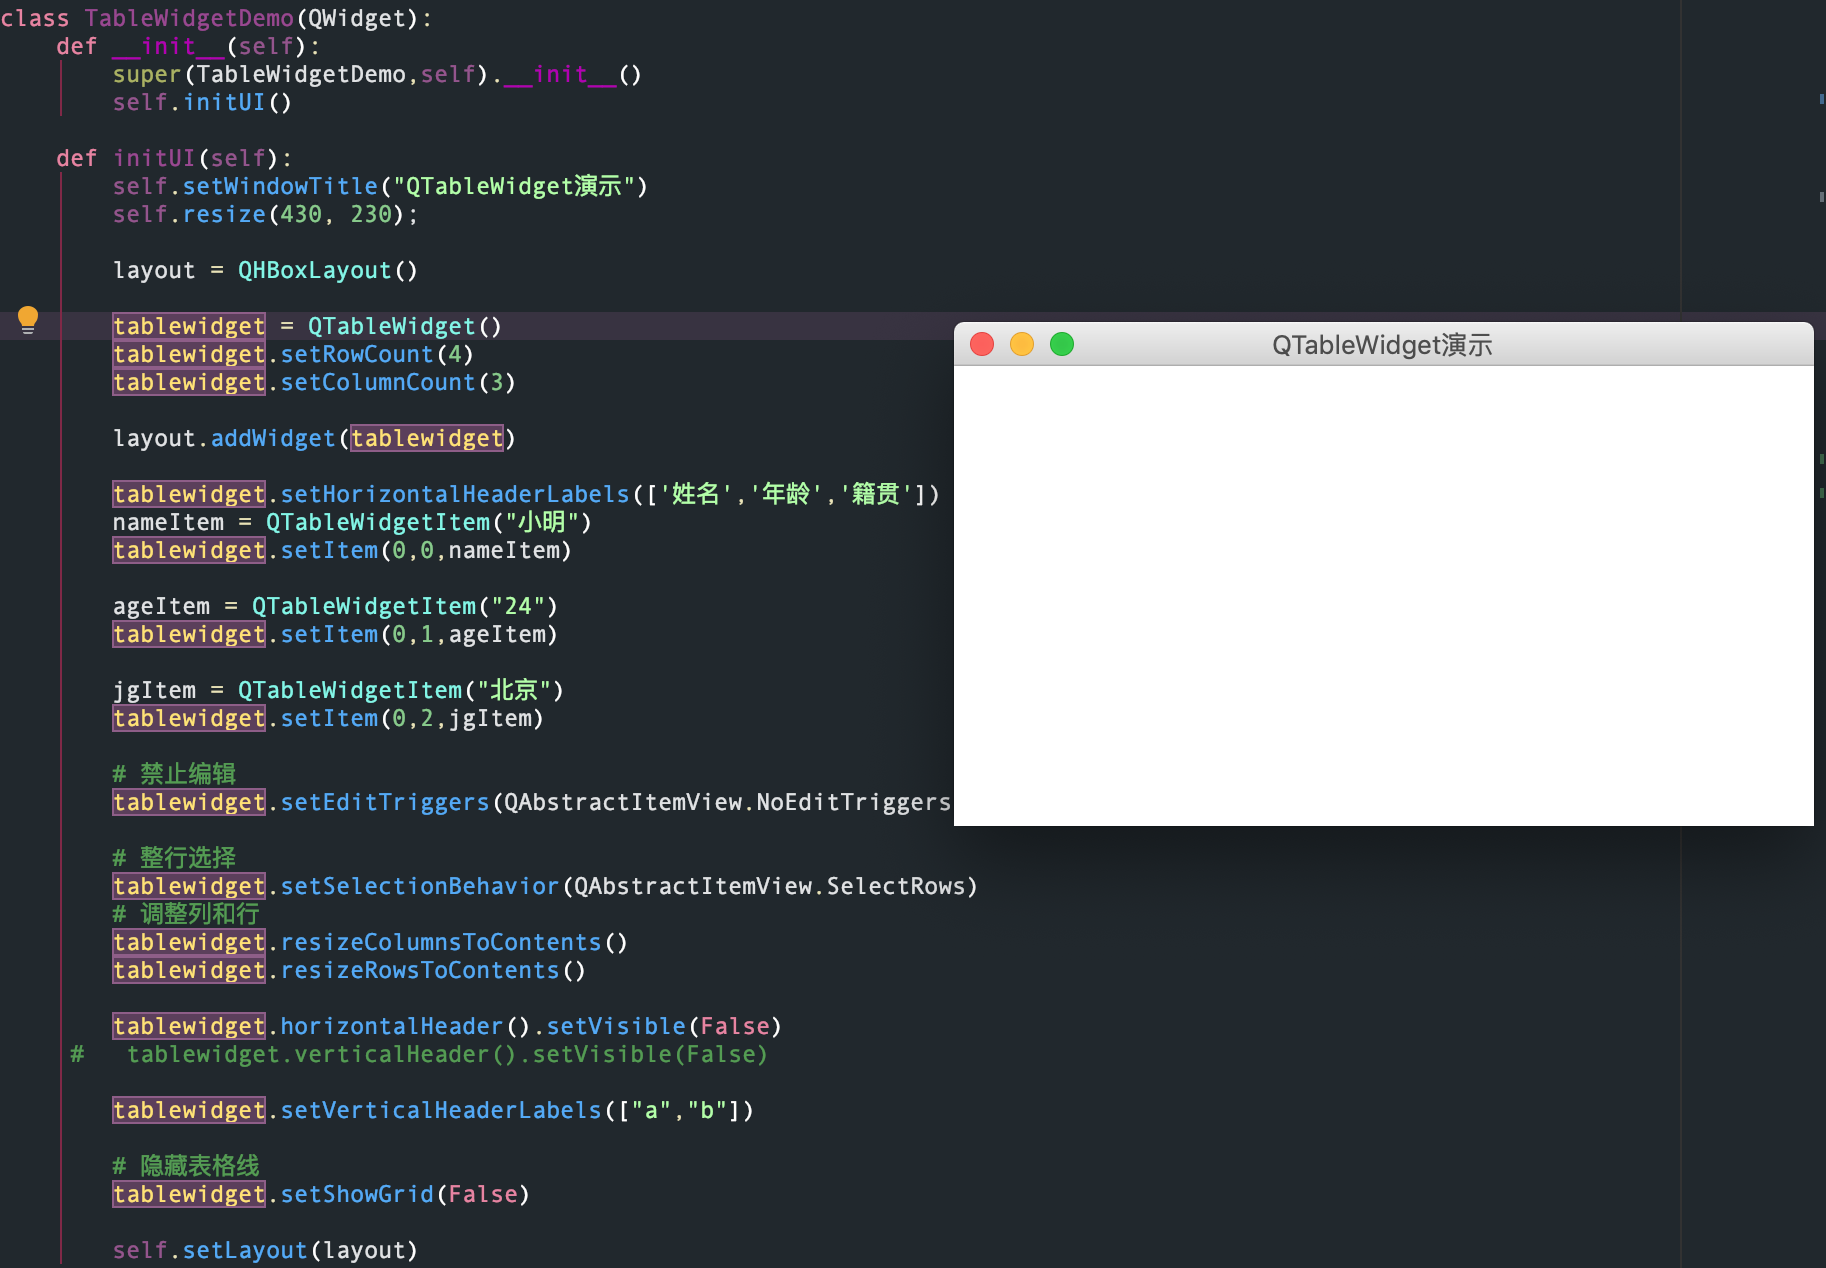 class TableWidgetDemo(QWidget):
    def __init__(self):
        super(TableWidgetDemo,self).__init__()
        self.initUI()
    def initUI(self):
        self.setWindowTitle("QTableWidget演示")
        self.resize(430, 230);
        layout = QHBoxLayout()
        tablewidget = QTableWidget()
        tablewidget.setRowCount(4)
        tablewidget.setColumnCount(3)
        layout.addWidget(tablewidget)
        tablewidget.setHorizontalHeaderLabels(['姓名','年龄','籍贯'])
        nameItem = QTableWidgetItem("小明")
        tablewidget.setItem(0,0,nameItem)
        ageItem = QTableWidgetItem("24")
        tablewidget.setItem(0,1,ageItem)
        jgItem = QTableWidgetItem("北京")
        tablewidget.setItem(0,2,jgItem)
        # 禁止编辑
        tablewidget.setEditTriggers(QAbstractItemView.NoEditTriggers
        # 整行选择
        tablewidget.setSelectionBehavior(QAbstractItemView.SelectRows)
        # 调整列和行
        tablewidget.resizeColumnsToContents()
        tablewidget.resizeRowsToContents()
        tablewidget.horizontalHeader().setVisible(False)
     #   tablewidget.verticalHeader().setVisible(False)
        tablewidget.setVerticalHeaderLabels(["a","b"])
        # 隐藏表格线
        tablewidget.setShowGrid(False)
        self.setLayout(layout)
QTableWidget演示